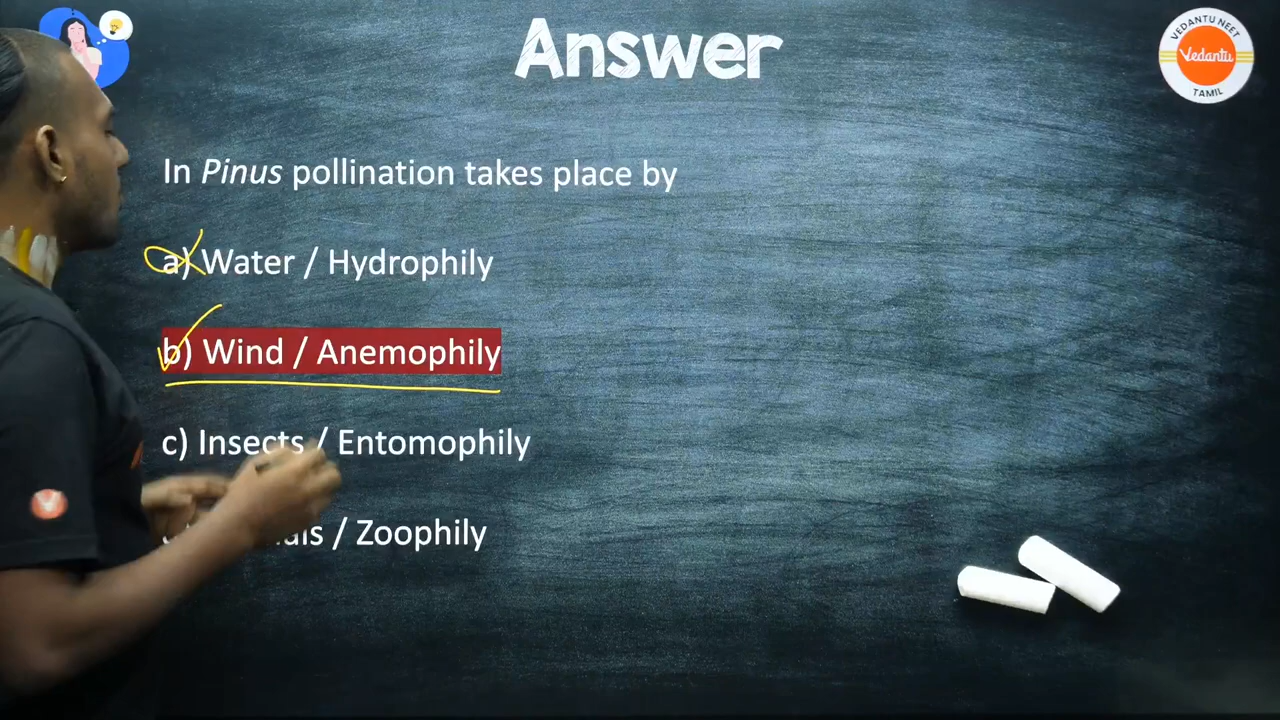 Answer
VEDANTU NEET
Vedantu
TAMIL
In Pinus pollination takes place by
a) Water / Hydrophily
b) Wind / Anemophily
c) Insects / Entomophily
/ Zoophily